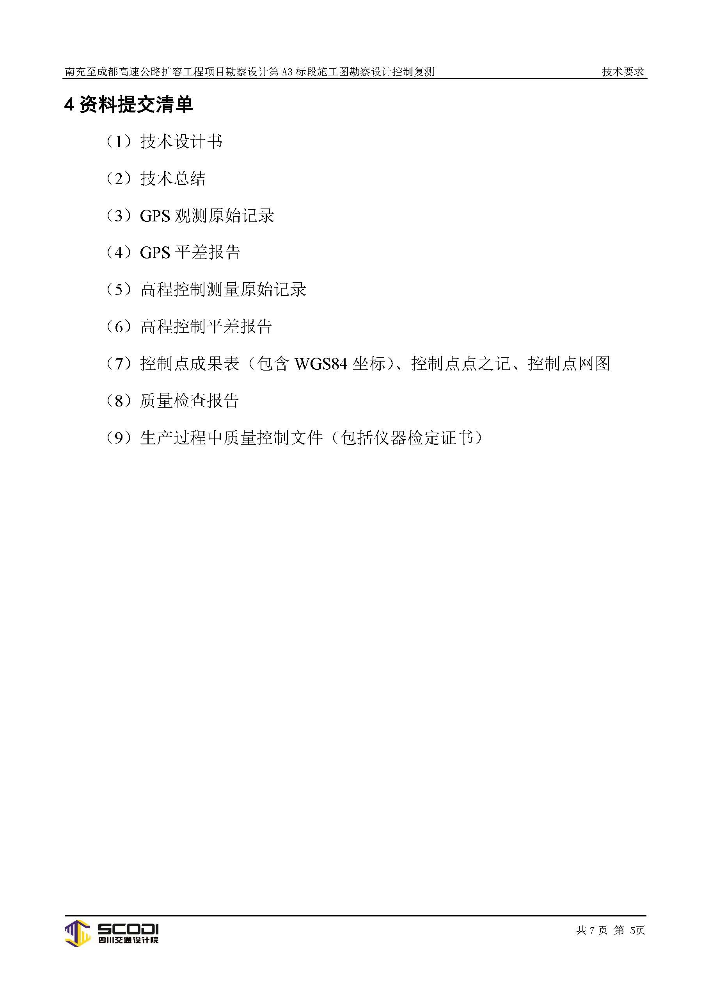 南充至成都高速公路扩容工程项目勘察设计第 A3 标段施工图勘察设计控制复测 技术要求
4 资料提交清单
（1）技术设计书
（2）技术总结
（3）GPS 观测原始记录
（4）GPS 平差报告
（5）高程控制测量原始记录
（6）高程控制平差报告
（7）控制点成果表（包含 WGS84 坐标）、控制点点之记、控制点网图
（8）质量检查报告
（9）生产过程中质量控制文件（包括仪器检定证书）
SCODI
四川交通设计院
共 7 页 第 5页